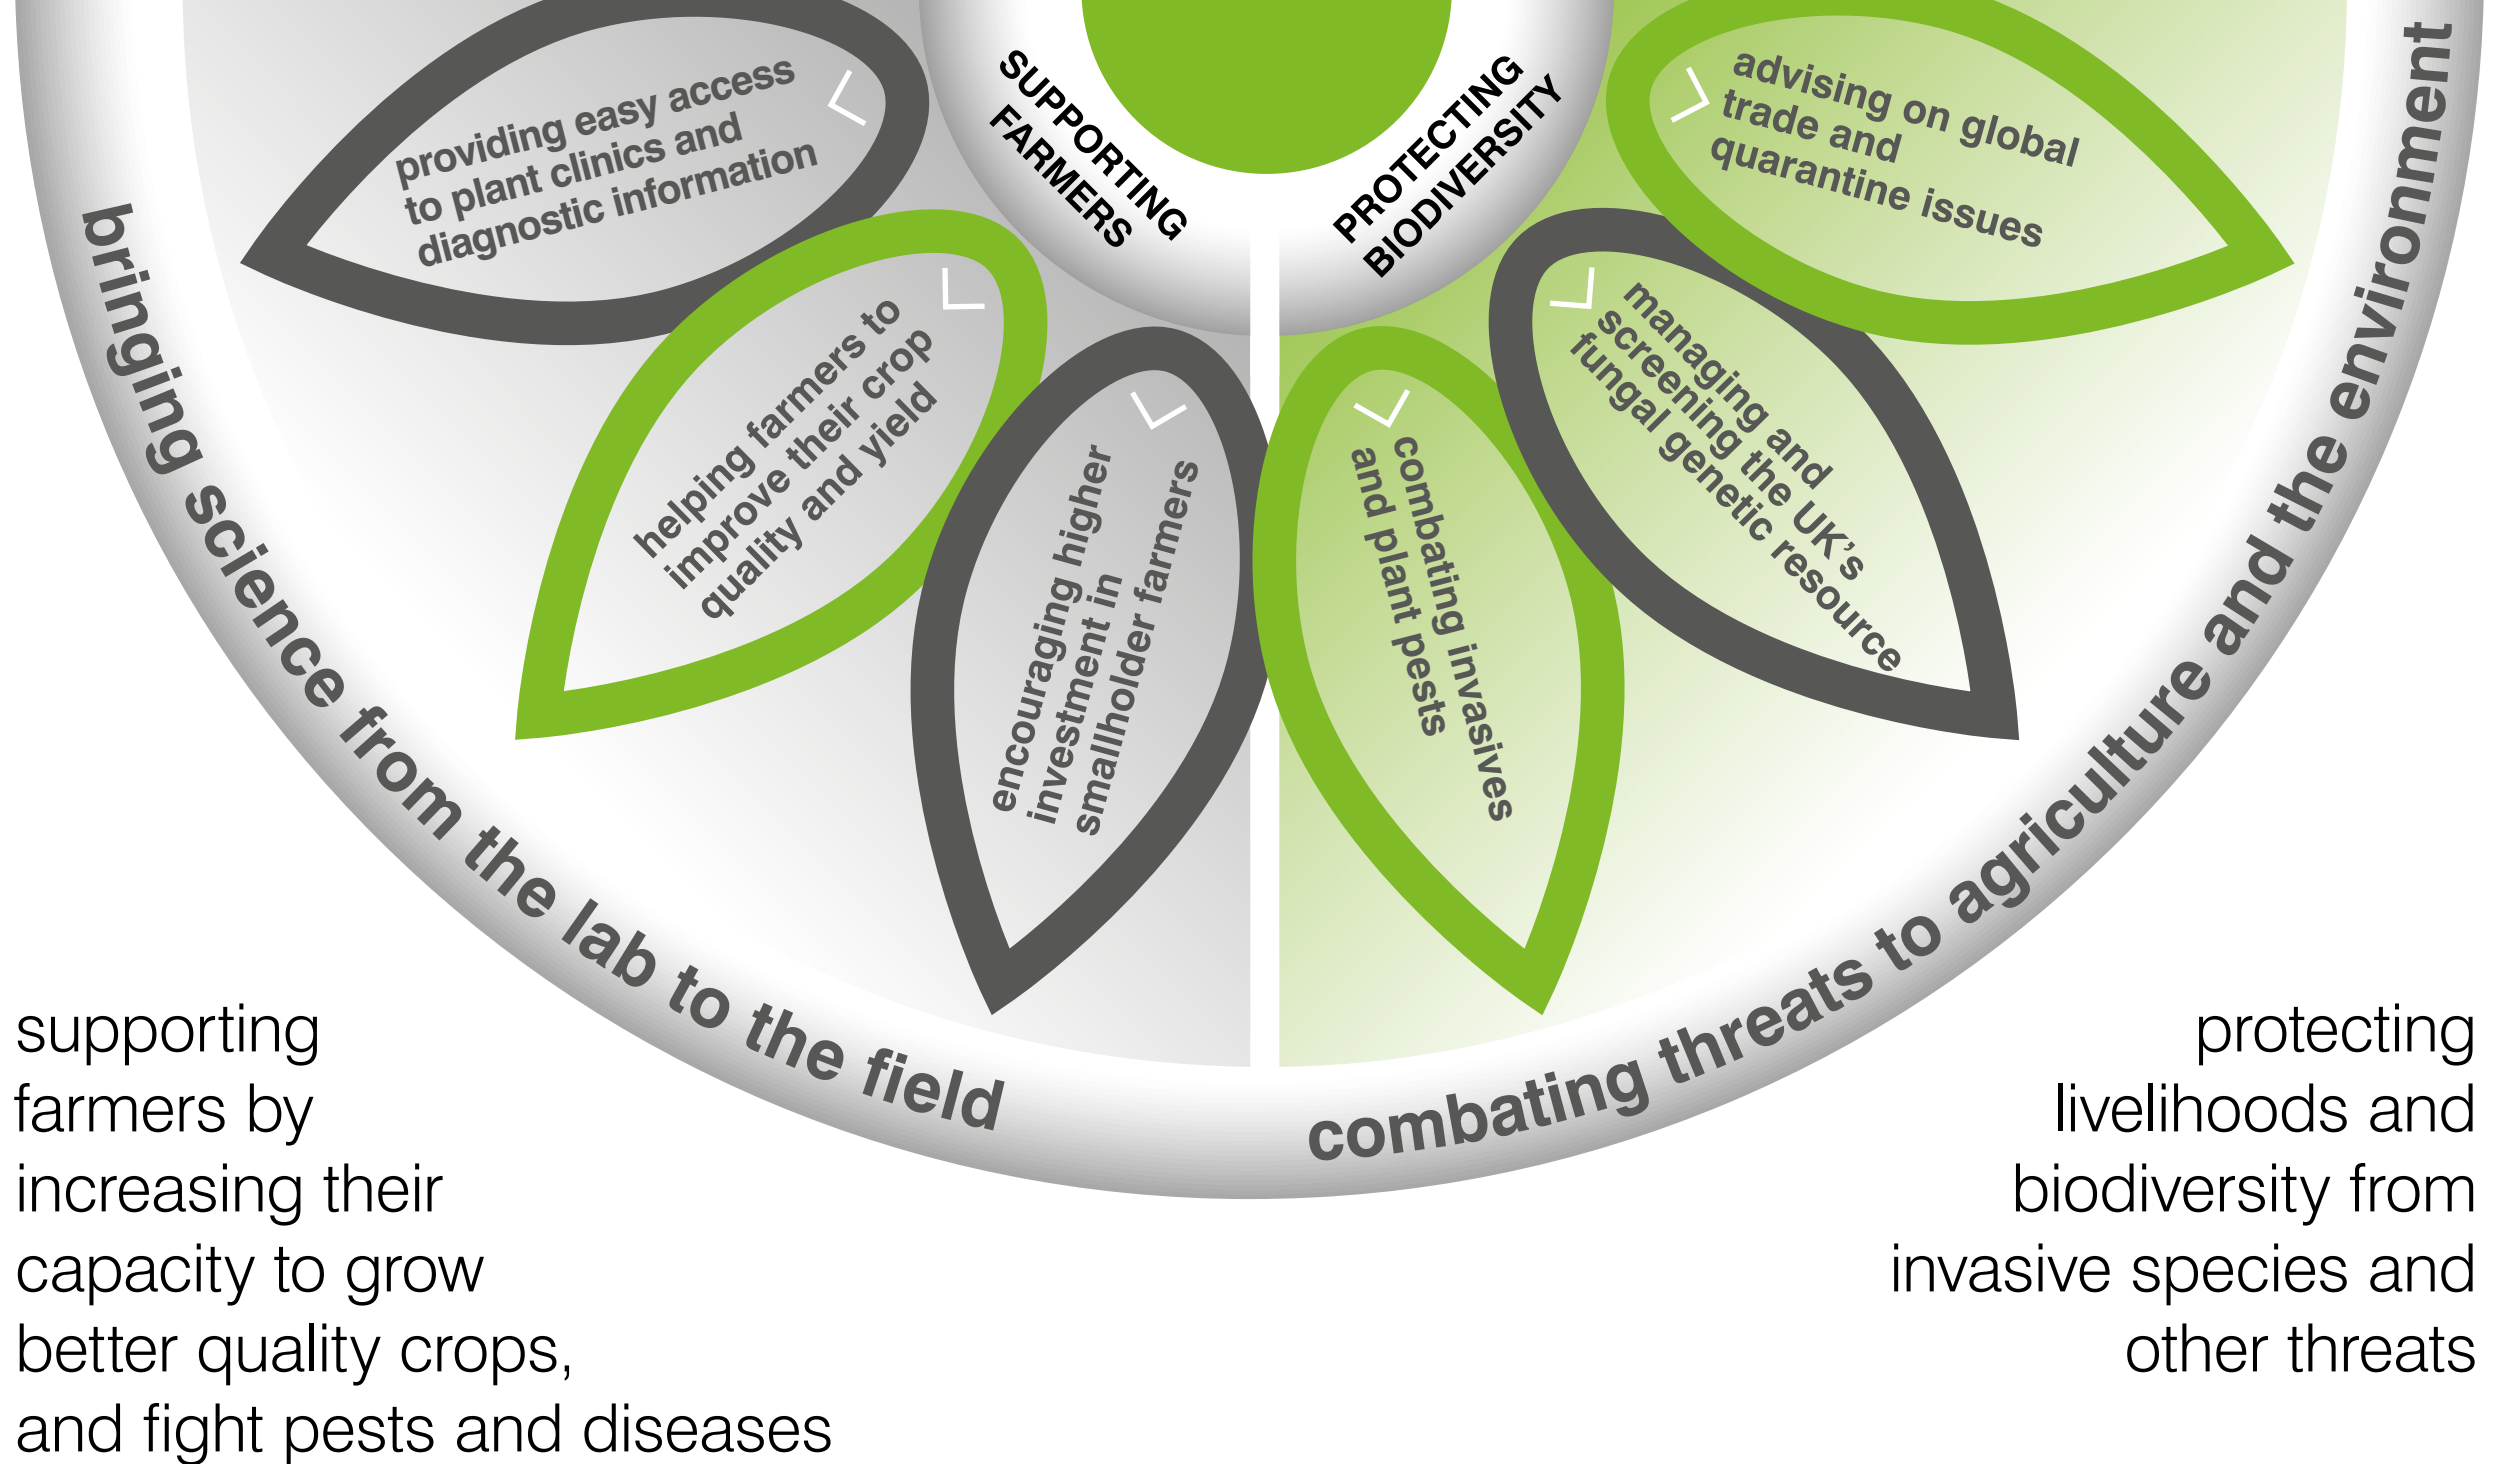 SUPPORTING
FARMERS
PROTECTING
BIODIVERSITY
providing easy access
to plant clinics and
diagnostic information
helping farmers to
improve their crop
quality and yield
encouraging higher
investment in
smallholder farmers
combating invasives
and plant pests
managing and
screening the UK's
fungal genetic resource
advising on global
trade and
quarantine issues
bringing science from the lab to the field
combating threats to agriculture and the environment
supporting
farmers by
increasing their
capacity to grow
better quality crops,
and fight pests and diseases
protecting
livelihoods and
biodiversity from
invasive species and
other threats